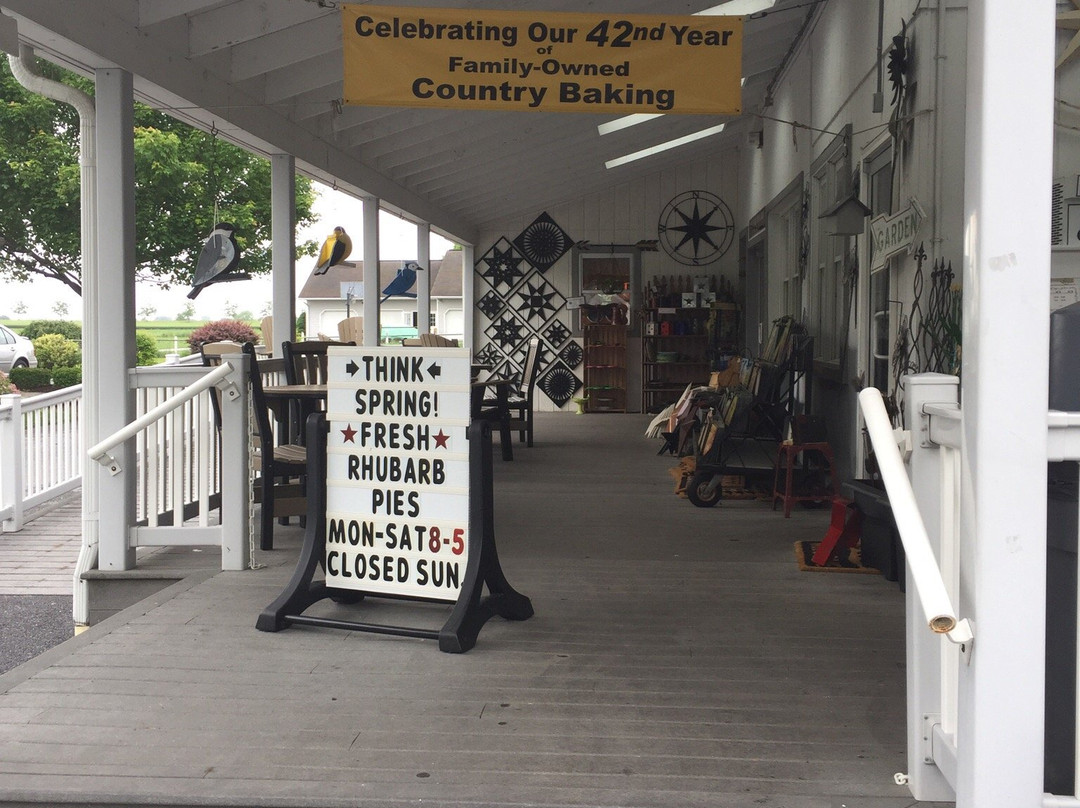 Celebrating Our 42nd Year
of
Family-Owned
Country Baking
N
GARDEN
→THINK←
SPRING!
★FRESH★
RHUBARB
PIES
MON-SAT 8-5
CLOSED SUN.